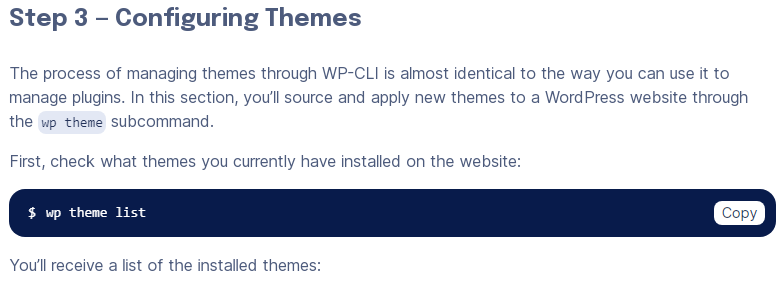 Step 3 – Configuring Themes
The process of managing themes through WP-CLI is almost identical to the way you can use it to
manage plugins. In this section, you’ll source and apply new themes to a WordPress website through
the wp theme subcommand.
First, check what themes you currently have installed on the website:
$ wp theme list
Copy
You’ll receive a list of the installed themes: